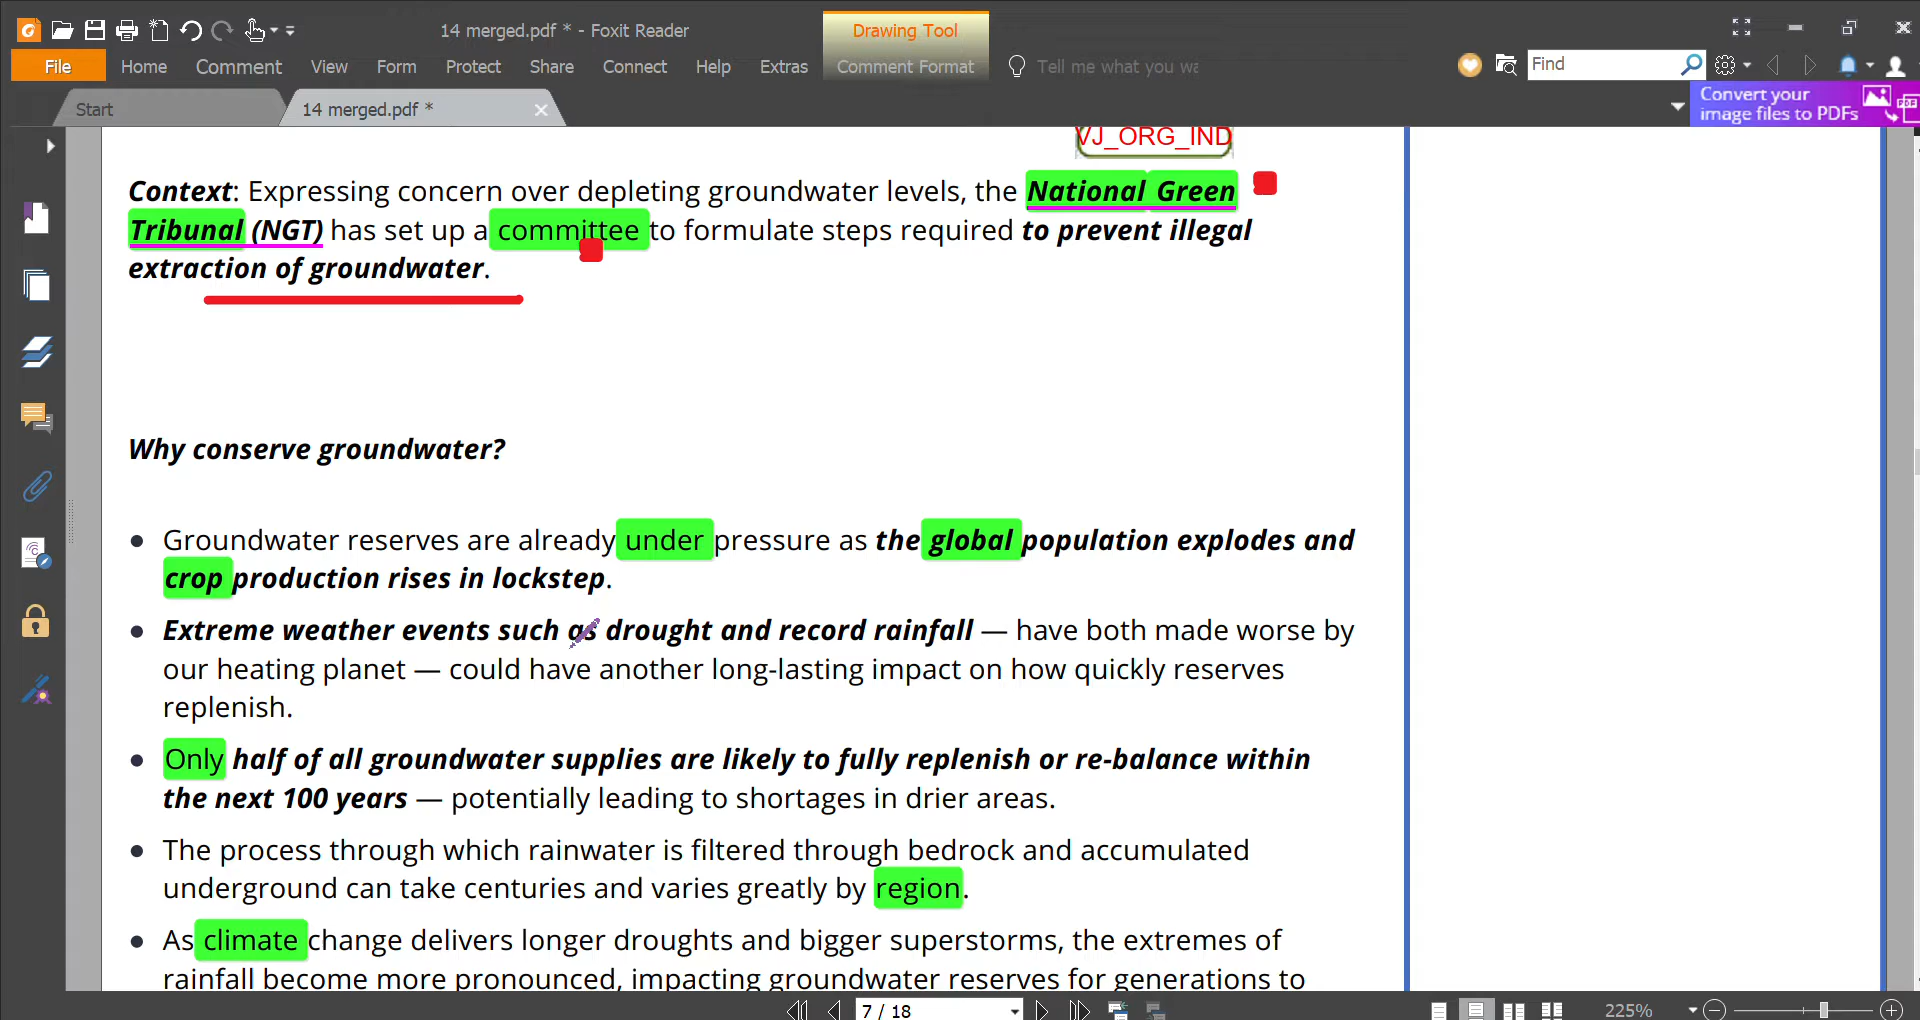 14 merged.pdf * - Foxit Reader
Drawing Tool
File
Home
Comment
View
Form
Protect
Share
Connect
Help
Extras
Comment Format
Tell me what you wa
Find
Start
14 merged.pdf *
Convert your
image files to PDFs
PDF
VJ_ORG_IND
Context: Expressing concern over depleting groundwater levels, the National Green
Tribunal (NGT) has set up a committee to formulate steps required to prevent illegal
extraction of groundwater.
Why conserve groundwater?
● Groundwater reserves are already under pressure as the global population explodes and
crop production rises in lockstep.
● Extreme weather events such as drought and record rainfall — have both made worse by
our heating planet — could have another long-lasting impact on how quickly reserves
replenish.
● Only half of all groundwater supplies are likely to fully replenish or re-balance within
the next 100 years — potentially leading to shortages in drier areas.
● The process through which rainwater is filtered through bedrock and accumulated
underground can take centuries and varies greatly by region.
● As climate change delivers longer droughts and bigger superstorms, the extremes of
rainfall become more pronounced, impacting groundwater reserves for generations to
7 / 18
225%